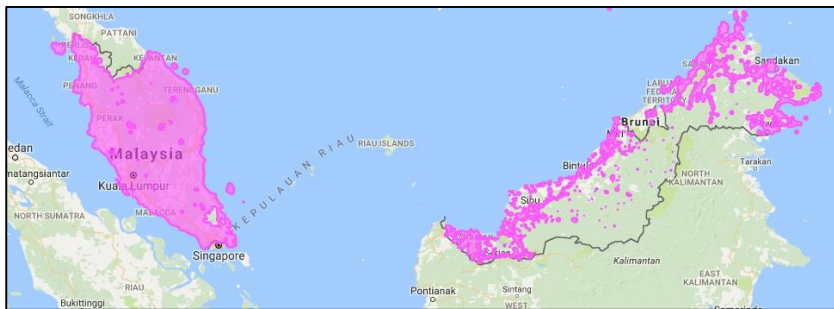 SONGKHLA
PATTANI
PERLIS
KEDAH
KELANTAN
PENANG
TERENGGANU
PERAK
Malacca Strait
Malaysia
Kuala Lumpur
MALACCA
edan
matangsiantar
NORTH SUMATRA
RIAU
Bukittinggi
Singapore
KEPULAUAN RIAU
RIAU ISLANDS
Sandakan
LABUAN
FEDERAL
TERRITORY
Brunei
Miri
Bintulu
Sibu
Tarakan
NORTH
KALIMANTAN
Kalimantan
Pontianak
Sintang
WEST
EAST
KALIMANTAN